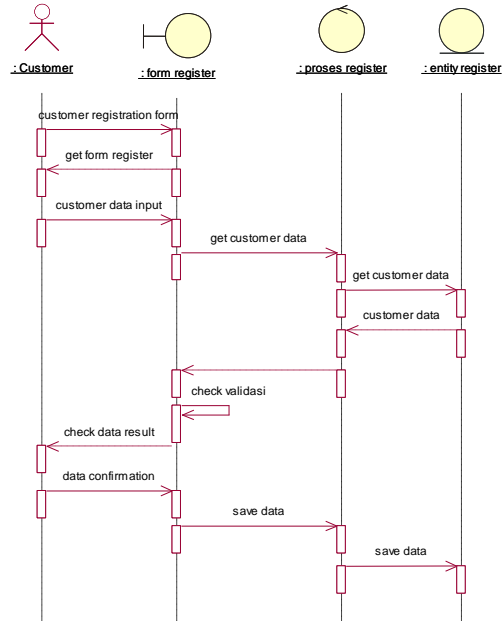 : Customer
: form register
: proses register
: entity register
customer registration form
get form register
customer data input
get customer data
get customer data
customer data
check validasi
check data result
data confirmation
save data
save data